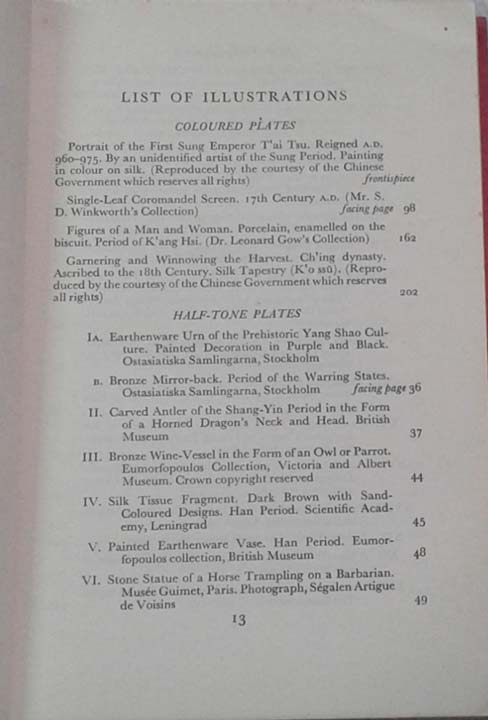 LIST OF ILLUSTRATIONS
COLOURED PLATES
Portrait of the First Sung Emperor T'ai Tsu. Reigned A.D.
960–975. By an unidentified artist of the Sung Period. Painting
in colour on silk. (Reproduced by the courtesy of the Chinese
Government which reserves all rights) frontispiece
Single-Leaf Coromandel Screen. 17th Century A.D. (Mr. S.
D. Winkworth's Collection) facing page 98
Figures of a Man and Woman. Porcelain, enamelled on the
biscuit. Period of K'ang Hsi. (Dr. Leonard Gow's Collection) 162
Garnering and Winnowing the Harvest. Ch'ing dynasty.
Ascribed to the 18th Century. Silk Tapestry (K'o ssŭ). (Repro-
duced by the courtesy of the Chinese Government which reserves
all rights) 202
HALF-TONE PLATES
IA. Earthenware Urn of the Prehistoric Yang Shao Cul-
ture. Painted Decoration in Purple and Black.
Ostasiatiska Samlingarna, Stockholm
B. Bronze Mirror-back. Period of the Warring States.
Ostasiatiska Samlingarna, Stockholm facing page 36
II. Carved Antler of the Shang-Yin Period in the Form
of a Horned Dragon's Neck and Head. British
Museum 37
III. Bronze Wine-Vessel in the Form of an Owl or Parrot.
Eumorfopoulos Collection, Victoria and Albert
Museum. Crown copyright reserved 44
IV. Silk Tissue Fragment. Dark Brown with Sand-
Coloured Designs. Han Period. Scientific Acad-
emy, Leningrad 45
V. Painted Earthenware Vase. Han Period. Eumor-
fopoulos collection, British Museum 48
VI. Stone Statue of a Horse Trampling on a Barbarian.
Musée Guimet, Paris. Photograph, Ségalen Artigue
de Voisins 49
13